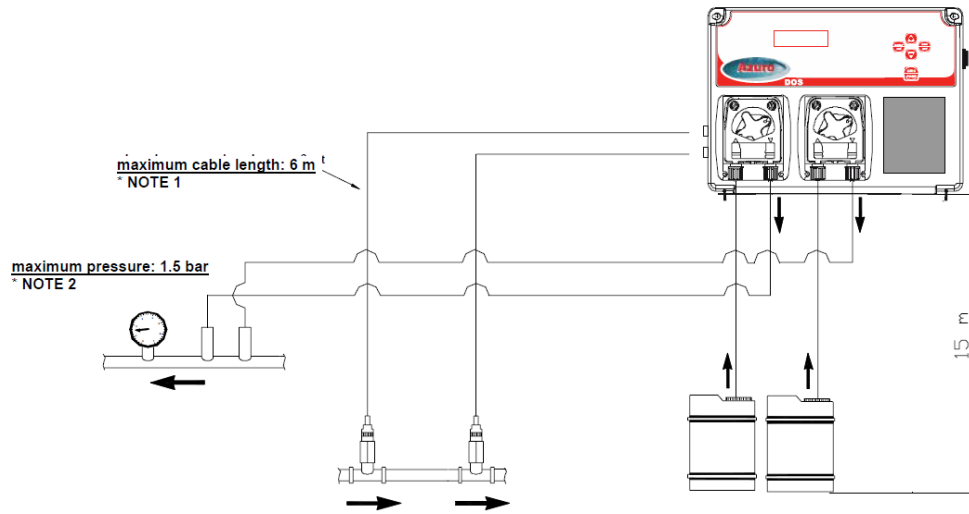 Azuro
DOS
maximum cable length: 6 m
* NOTE 1
maximum pressure: 1.5 bar
* NOTE 2
15 m